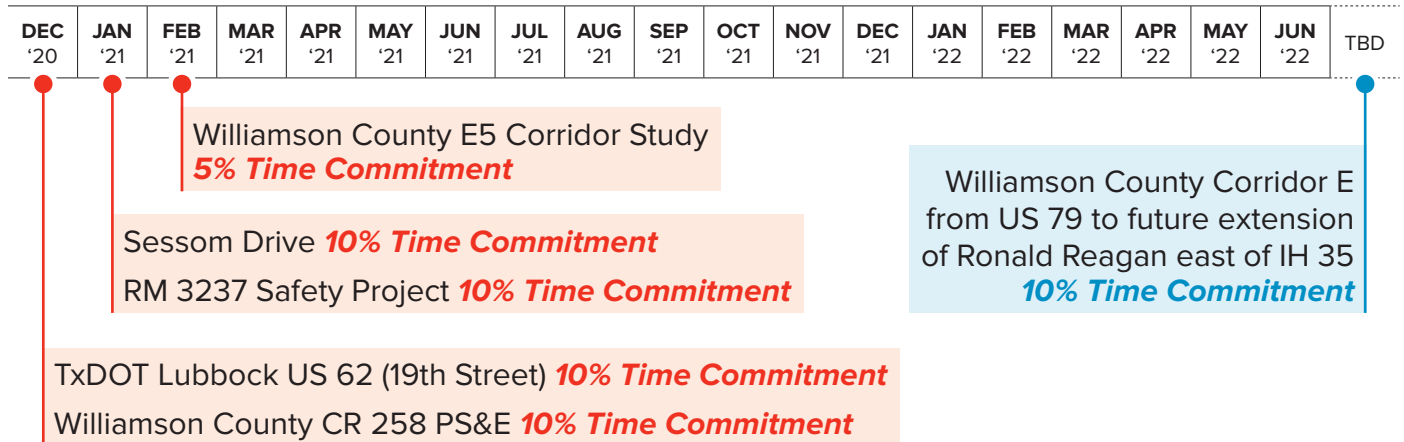 DEC JAN FEB MAR APR MAY JUN JUL AUG SEP OCT NOV DEC JAN FEB MAR APR MAY JUN TBD
‘20 ‘21 ‘21 ‘21 ‘21 ‘21 ‘21 ‘21 ‘21 ‘21 ‘21 ‘21 ‘21 ‘22 ‘22 ‘22 ‘22 ‘22 ‘22
Williamson County E5 Corridor Study
5% Time Commitment
Sessom Drive 10% Time Commitment
RM 3237 Safety Project 10% Time Commitment
TxDOT Lubbock US 62 (19th Street) 10% Time Commitment
Williamson County CR 258 PS&E 10% Time Commitment
Williamson County Corridor E
from US 79 to future extension
of Ronald Reagan east of IH 35
10% Time Commitment